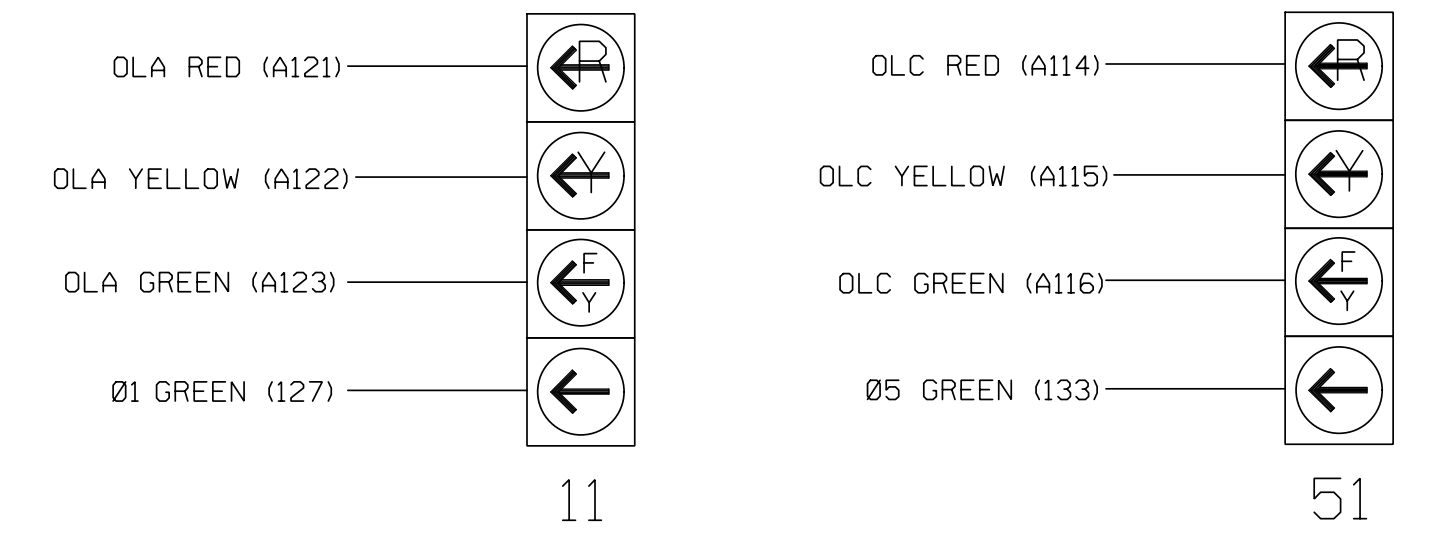 OLA RED (A121)
R
OLA YELLOW (A122)
Y
OLA GREEN (A123)
F
Y
Ø1 GREEN (127)
11
OLC RED (A114)
R
OLC YELLOW (A115)
Y
OLC GREEN (A116)
F
Y
Ø5 GREEN (133)
51